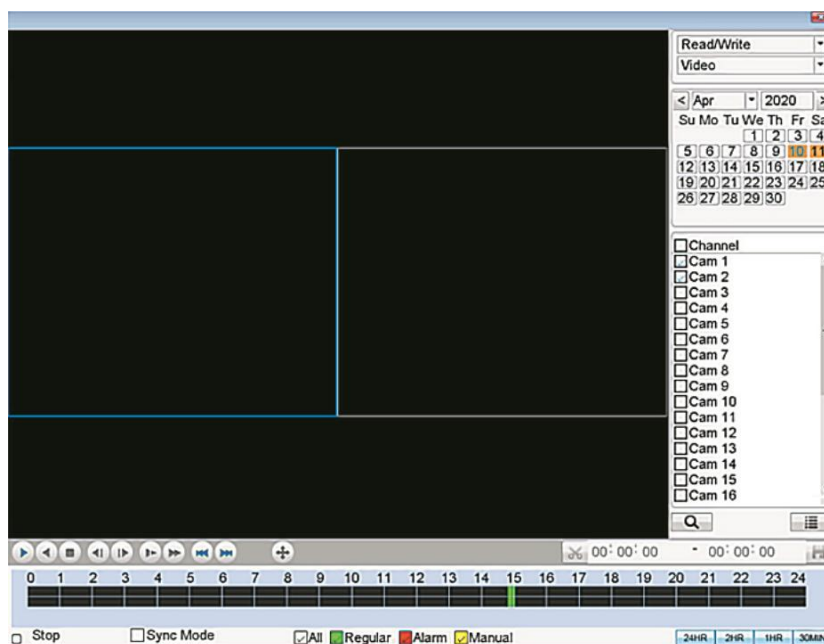 Read/Write
Video
< Apr 2020 >
Su Mo Tu We Th Fr Sa
1 2 3 4
5 6 7 8 9 10 11
12 13 14 15 16 17 18
19 20 21 22 23 24 25
26 27 28 29 30
Channel
Cam 1
Cam 2
Cam 3
Cam 4
Cam 5
Cam 6
Cam 7
Cam 8
Cam 9
Cam 10
Cam 11
Cam 12
Cam 13
Cam 14
Cam 15
Cam 16
00:00:00 - 00:00:00
0 1 2 3 4 5 6 7 8 9 10 11 12 13 14 15 16 17 18 19 20 21 22 23 24
Stop Sync Mode All Regular Alarm Manual 24HR 2HR 1HR 30MIN